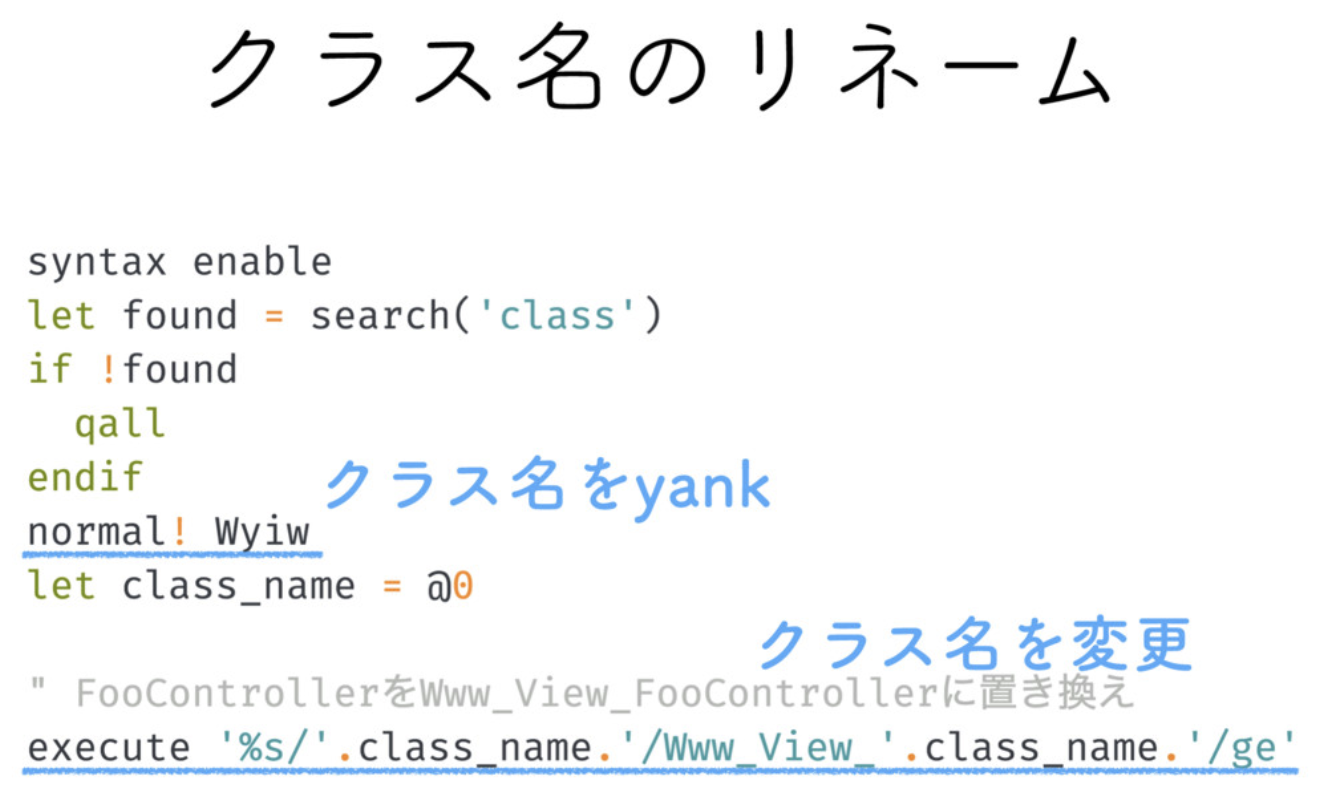 クラス名のリネーム
syntax enable
let found = search('class')
if !found
  qall
endif
クラス名をyank
normal! Wyiw
let class_name = @0
クラス名を変更
" FooControllerをWww_View_FooControllerに置き換え
execute '%s/'.class_name.'/Www_View_'.class_name.'/ge'